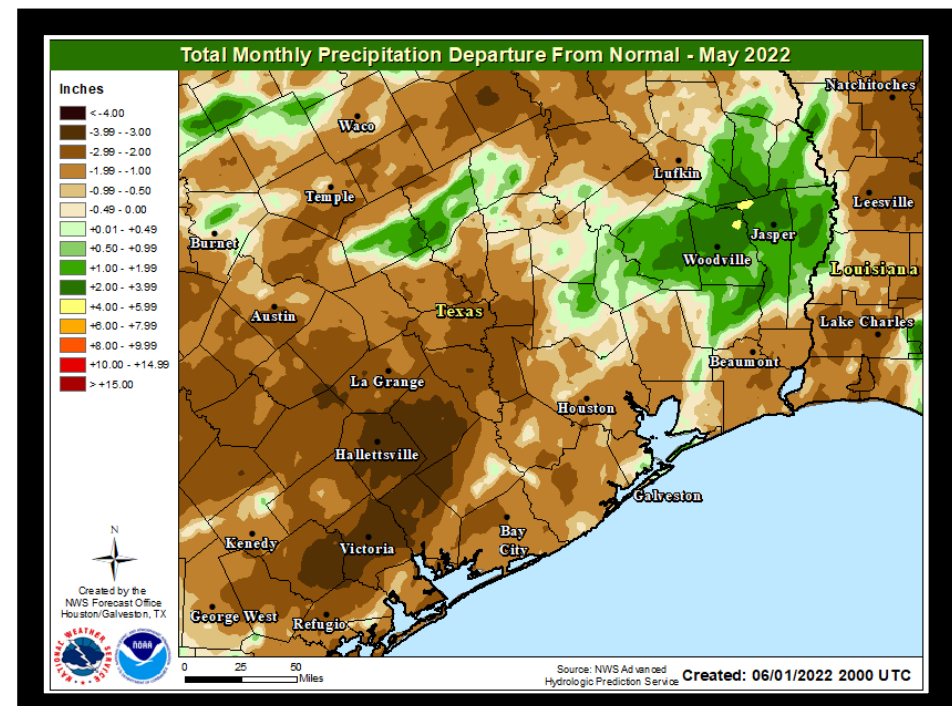 Total Monthly Precipitation Departure From Normal - May 2022
Inches
< -4.00
-3.99 - -3.00
-2.99 - -2.00
-1.99 - -1.00
-0.99 - -0.50
-0.49 - 0.00
+0.01 - +0.49
+0.50 - +0.99
+1.00 - +1.99
+2.00 - +3.99
+4.00 - +5.99
+6.00 - +7.99
+8.00 - +9.99
+10.00 - +14.99
> +15.00
Natchitoches
Waco
Lufkin
Temple
Leesville
Burnet
Jasper
Woodville
Louisiana
Austin
Texas
Lake Charles
Beaumont
La Grange
Houston
Hallettsville
Galveston
Bay
City
Kenedy
Victoria
George West
Refugio
N
Created by the
NWS Forecast Office
Houston/Galveston, TX
NATIONAL WEATHER SERVICE
NOAA
0 25 50
Miles
Source: NWS Advanced
Hydrologic Prediction Service
Created: 06/01/2022 2000 UTC